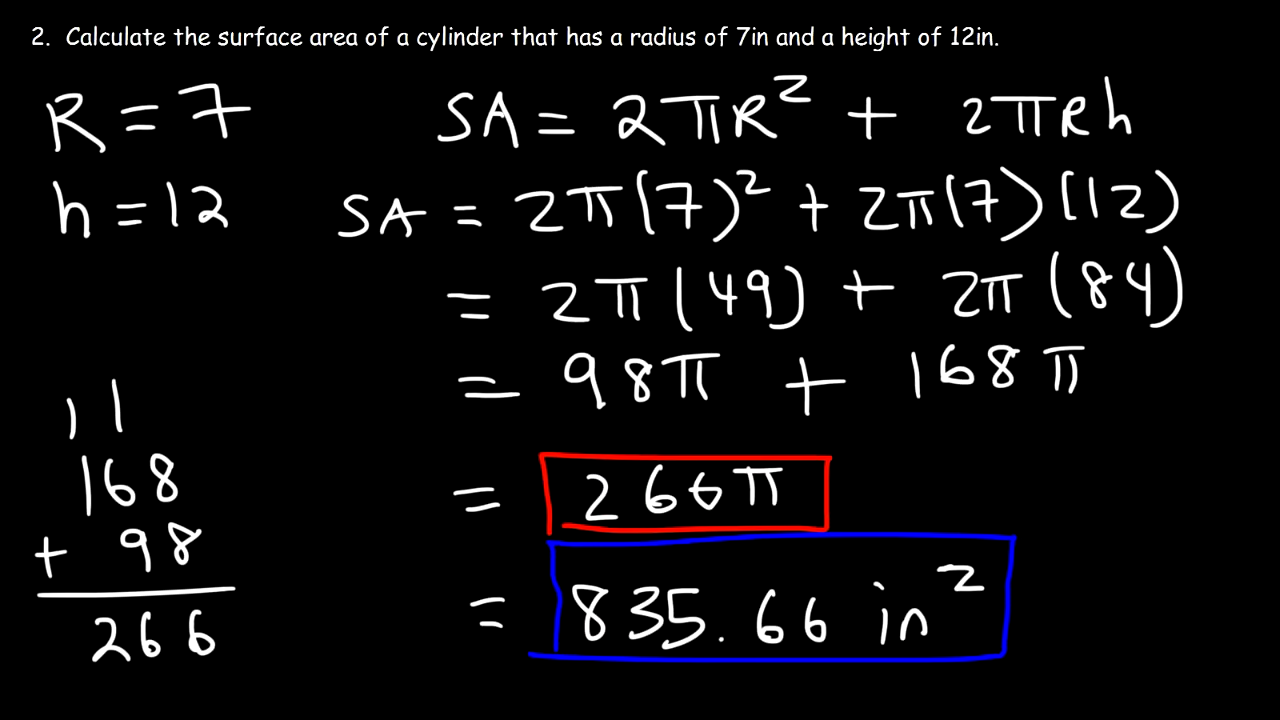 2. Calculate the surface area of a cylinder that has a radius of 7in and a height of 12in.
R = 7
h = 12
SA = 2πR² + 2πRh
SA = 2π(7)² + 2π(7)(12)
= 2π(49) + 2π(84)
= 98π + 168π
= 266π
= 835.66 in²
1 1
168
+ 98
266